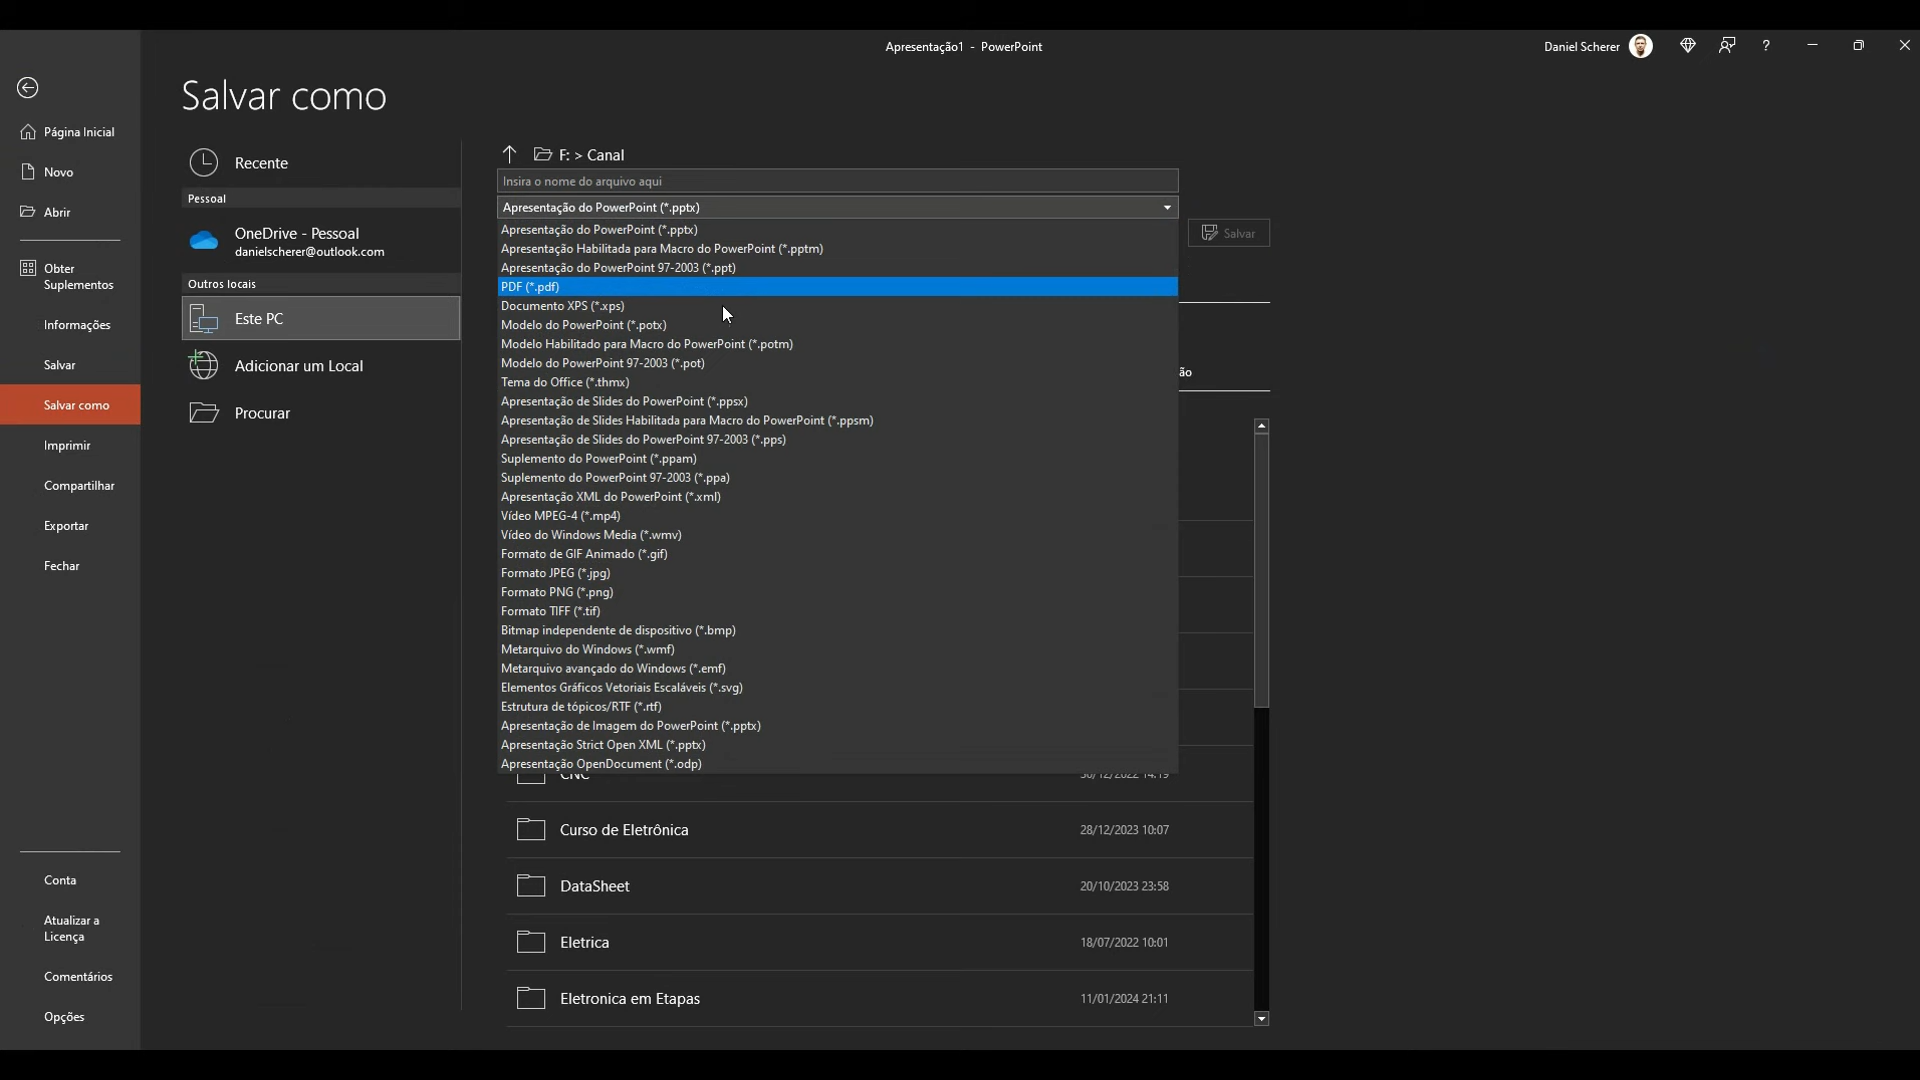 Apresentação1 - PowerPoint
Daniel Scherer
?
Salvar como
Página Inicial
Novo
Abrir
Obter
Suplementos
Informações
Salvar
Salvar como
Imprimir
Compartilhar
Exportar
Fechar
Conta
Atualizar a
Licença
Comentários
Opções
Recente
Pessoal
OneDrive - Pessoal
danielscherer@outlook.com
Outros locais
Este PC
Adicionar um Local
Procurar
F: > Canal
Insira o nome do arquivo aqui
Apresentação do PowerPoint (*.pptx)
Salvar
Apresentação do PowerPoint (*.pptx)
Apresentação Habilitada para Macro do PowerPoint (*.pptm)
Apresentação do PowerPoint 97-2003 (*.ppt)
PDF (*.pdf)
Documento XPS (*.xps)
Modelo do PowerPoint (*.potx)
Modelo Habilitado para Macro do PowerPoint (*.potm)
Modelo do PowerPoint 97-2003 (*.pot)
ão
Tema do Office (*.thmx)
Apresentação de Slides do PowerPoint (*.ppsx)
Apresentação de Slides Habilitada para Macro do PowerPoint (*.ppsm)
Apresentação de Slides do PowerPoint 97-2003 (*.pps)
Suplemento do PowerPoint (*.ppam)
Suplemento do PowerPoint 97-2003 (*.ppa)
Apresentação XML do PowerPoint (*.xml)
Vídeo MPEG-4 (*.mp4)
Vídeo do Windows Media (*.wmv)
Formato de GIF Animado (*.gif)
Formato JPEG (*.jpg)
Formato PNG (*.png)
Formato TIFF (*.tif)
Bitmap independente de dispositivo (*.bmp)
Metarquivo do Windows (*.wmf)
Metarquivo avançado do Windows (*.emf)
Elementos Gráficos Vetoriais Escaláveis (*.svg)
Estrutura de tópicos/RTF (*.rtf)
Apresentação de Imagem do PowerPoint (*.pptx)
Apresentação Strict Open XML (*.pptx)
Apresentação OpenDocument (*.odp)
CNC 30/12/2022 14:19
Curso de Eletrônica 28/12/2023 10:07
DataSheet 20/10/2023 23:58
Eletrica 18/07/2022 10:01
Eletronica em Etapas 11/01/2024 21:11